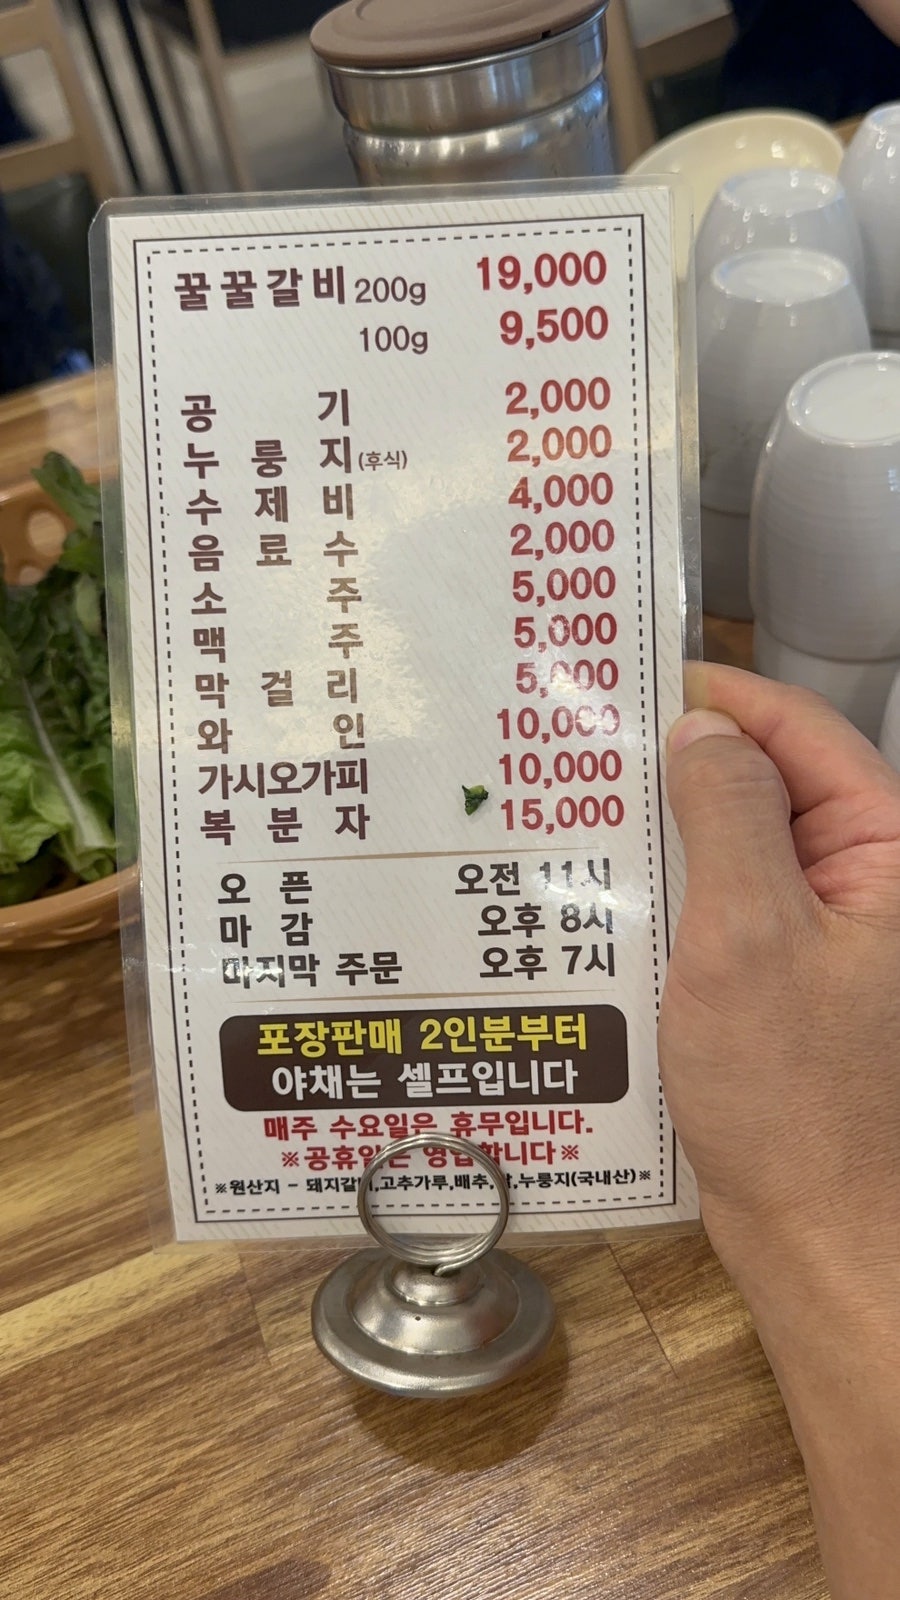 꿀꿀갈비 200g 19,000
100g 9,500
공기 2,000
누룽지(후식) 2,000
수제비 4,000
음료수 2,000
소주 5,000
맥주 5,000
막걸리 5,000
와인 10,000
가시오가피 10,000
복분자 15,000
오픈 오전 11시
마감 오후 8시
마지막 주문 오후 7시
포장판매 2인분부터
야채는 셀프입니다
매주 수요일은 휴무입니다.
※공휴일은 영업합니다※
※원산지 - 돼지갈비,고추가루,배추,쌀,누룽지(국내산)※